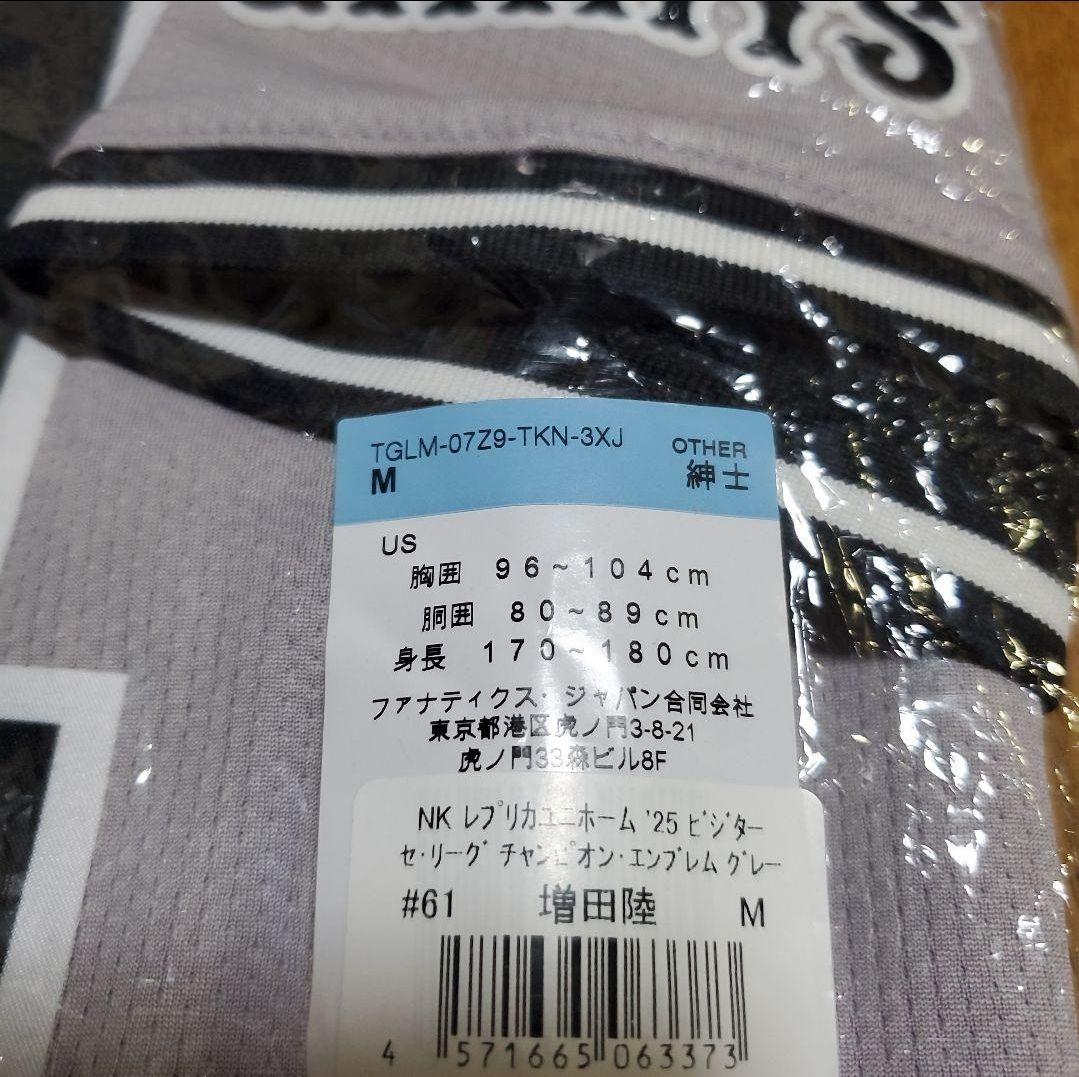 TGLM-07Z9-TKN-3XJ OTHER
M 紳士
US
胸囲 96~104cm
胴囲 80~89cm
身長 170~180cm
ファナティクス・ジャパン合同会社
東京都港区虎ノ門3-8-21
虎ノ門33森ビル8F
NK レプリカユニホーム '25 ビジター
セ・リーグ チャンピオン・エンブレム グレー
#61 増田陸 M
4 571665 063373